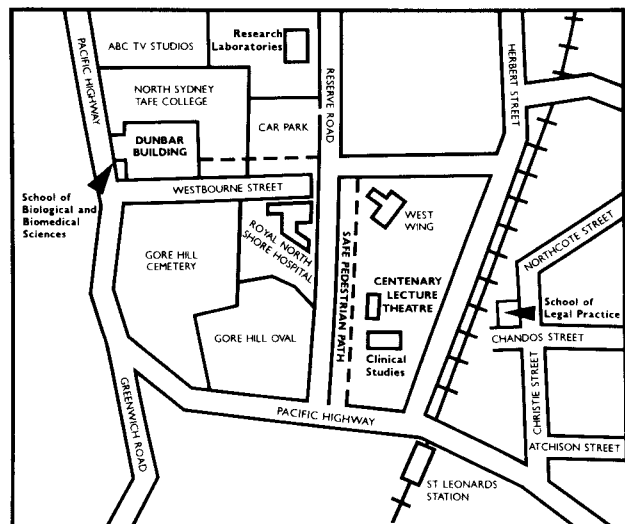 ABC TV STUDIOS
Research
Laboratories
PACIFIC HIGHWAY
NORTH SYDNEY
TAFE COLLEGE
RESERVE ROAD
HERBERT STREET
CAR PARK
DUNBAR
BUILDING
WESTBOURNE STREET
School of
Biological and
Biomedical
Sciences
ROYAL NORTH
SHORE HOSPITAL
SAFE PEDESTRIAN PATH
WEST
WING
NORTHCOTE STREET
GORE HILL
CEMETERY
CENTENARY
LECTURE
THEATRE
School of
Legal Practice
GORE HILL OVAL
Clinical
Studies
CHANDOS STREET
CHRISTIE STREET
GREENWICH ROAD
PACIFIC HIGHWAY
ATCHISON STREET
ST LEONARDS
STATION